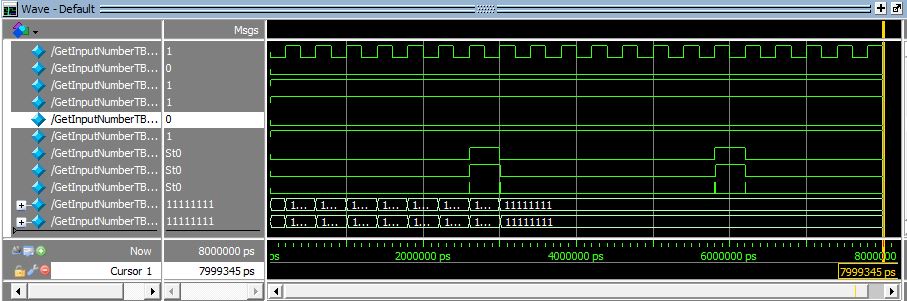 Wave - Default
Msgs
/GetInputNumberTB... 1
/GetInputNumberTB... 0
/GetInputNumberTB... 1
/GetInputNumberTB... 1
/GetInputNumberTB... 0
/GetInputNumberTB... 1
/GetInputNumberTB... St0
/GetInputNumberTB... St0
/GetInputNumberTB... St0
/GetInputNumberTB... 11111111 1... 1... 1... 1... 1... 1... 1... 11111111
/GetInputNumberTB... 11111111 1... 1... 1... 1... 1... 1... 1... 11111111
Now 8000000 ps ps 2000000 ps 4000000 ps 6000000 ps 8000000
Cursor 1 7999345 ps 7999345 ps